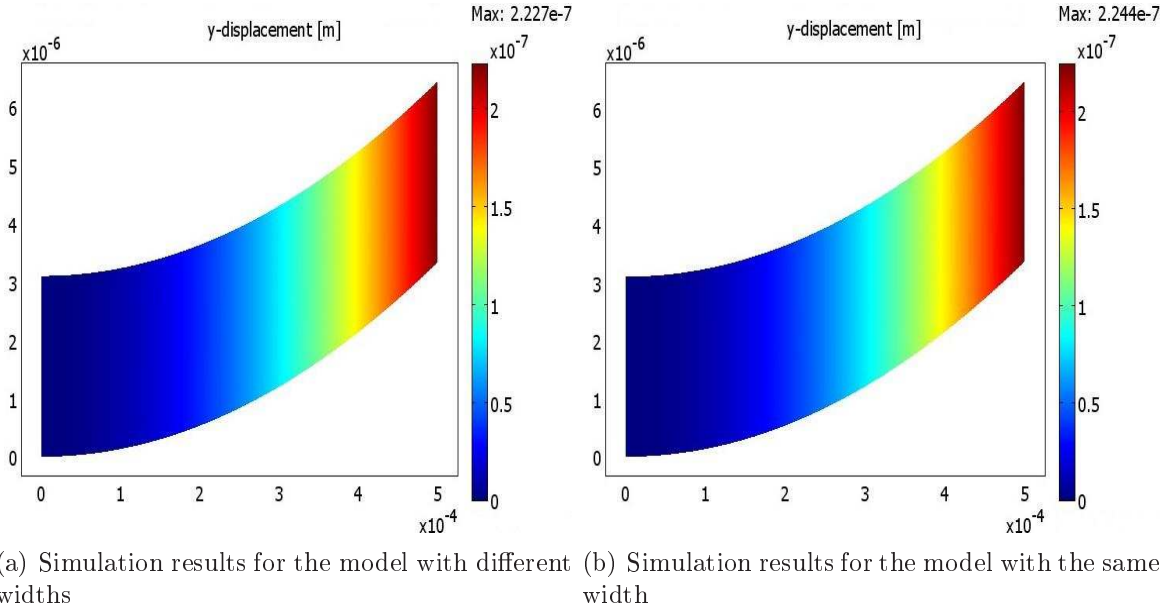 y-displacement [m]
Max: 2.227e-7
x10-6
x10-7
6
5
4
3
2
1
0
0 1 2 3 4 5
x10-4
2
1.5
1
0.5
0
(a) Simulation results for the model with different widths
y-displacement [m]
Max: 2.244e-7
x10-6
x10-7
6
5
4
3
2
1
0
0 1 2 3 4 5
x10-4
2
1.5
1
0.5
0
(b) Simulation results for the model with the same width